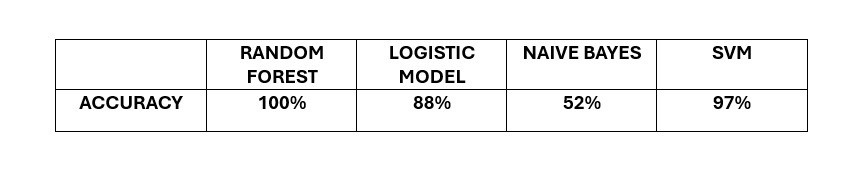 RANDOM FOREST
LOGISTIC MODEL
NAIVE BAYES
SVM
ACCURACY
100%
88%
52%
97%